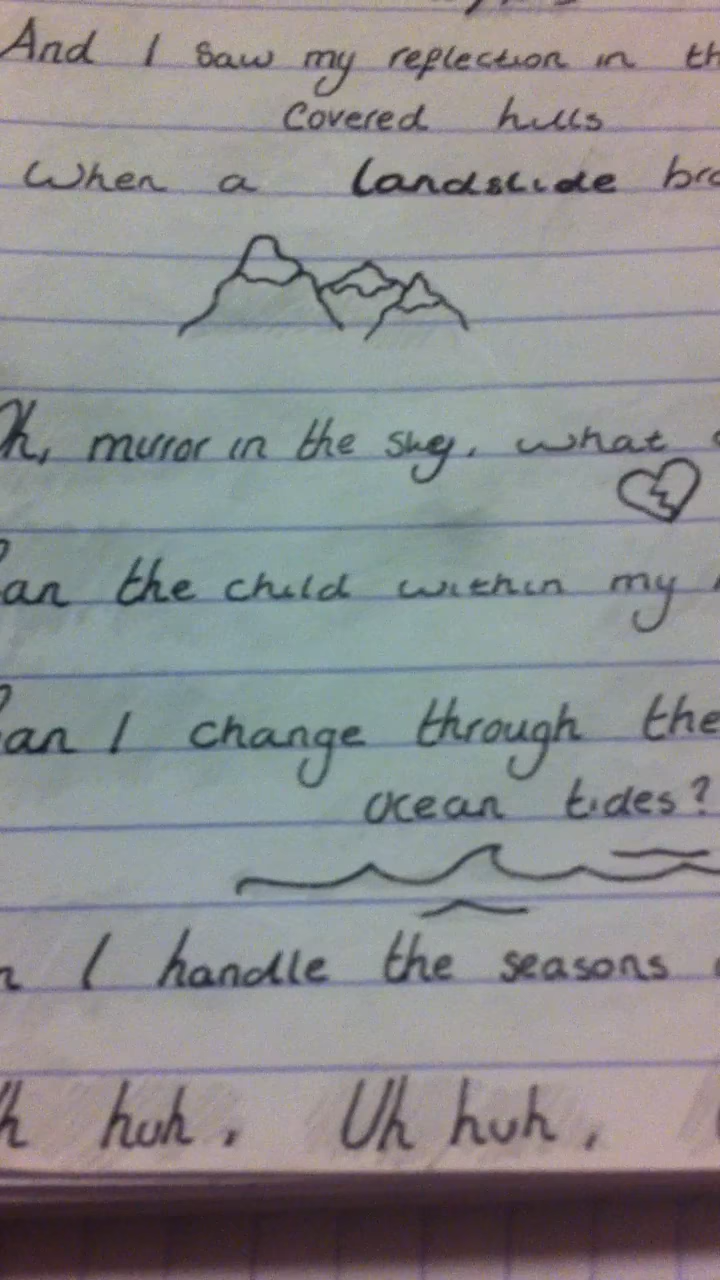 And I saw my reflection in th
Covered hills
When a landslide bro
Oh, mirror in the sky, what
an the child within my
an I change through the
ocean tides?
n I handle the seasons
h huh. Uh huh,